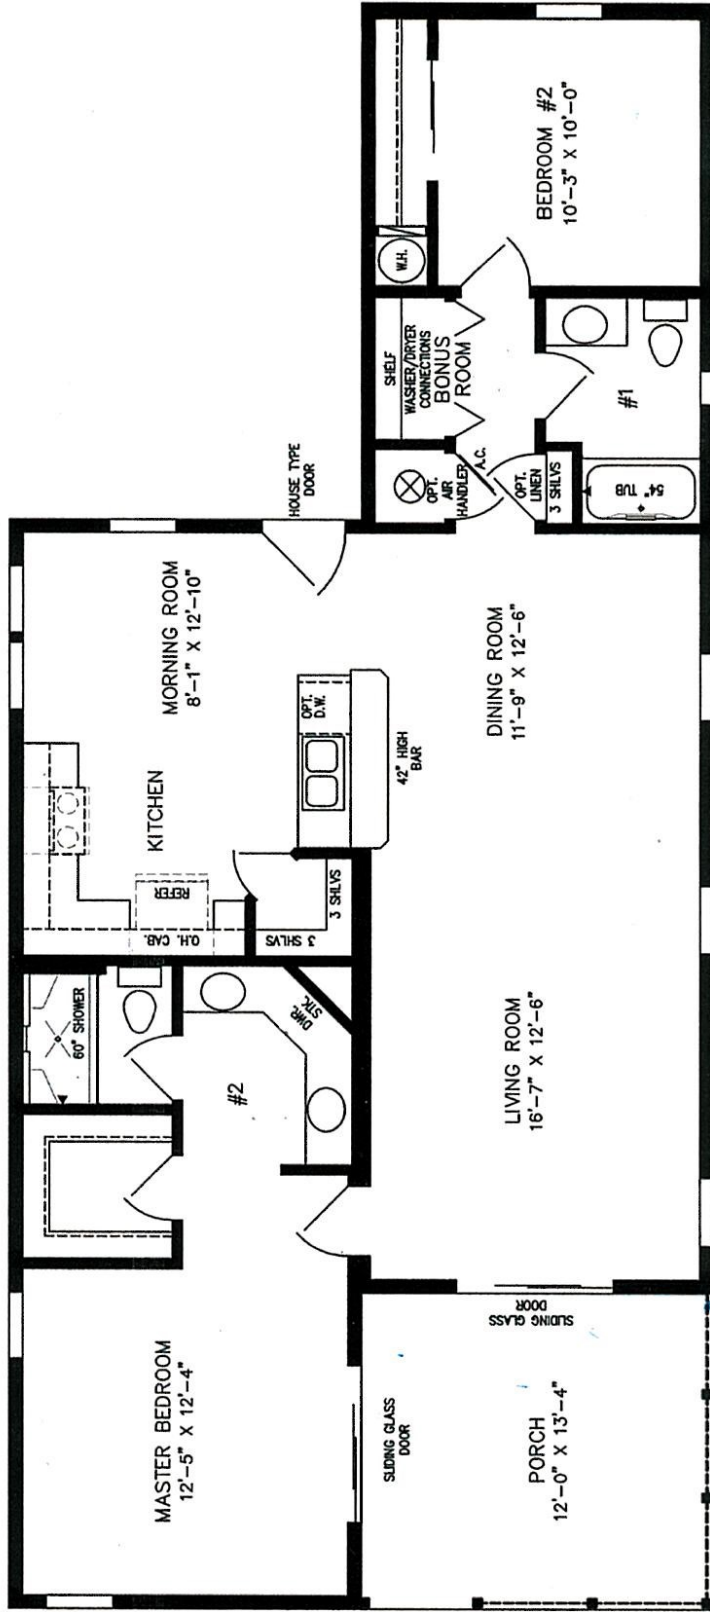 MASTER BEDROOM
12'-5" X 12'-4"
60" SHOWER
#2
DWR.
STK.
O.H. CAB.
REFER
KITCHEN
3 SHLVS
3 SHLVS
MORNING ROOM
8'-1" X 12'-10"
OPT.
D.W.
42" HIGH
BAR
HOUSE TYPE
DOOR
SLIDING GLASS
DOOR
PORCH
12'-0" X 13'-4"
SLIDING GLASS
DOOR
LIVING ROOM
16'-7" X 12'-6"
DINING ROOM
11'-9" X 12'-6"
OPT.
AIR
HANDLER
A.C.
OPT.
LINEN
3 SHLVS
54" TUB
#1
SHELF
WASHER/DRYER
CONNECTIONS
BONUS
ROOM
W.H.
BEDROOM #2
10'-3" X 10'-0"